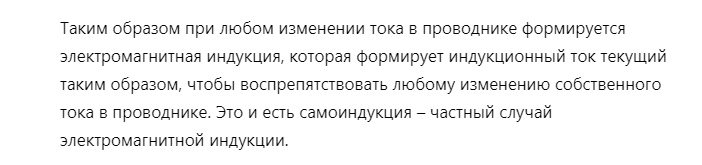 Таким образом при любом изменении тока в проводнике формируется
электромагнитная индукция, которая формирует индукционный ток текущий
таким образом, чтобы воспрепятствовать любому изменению собственного
тока в проводнике. Это и есть самоиндукция – частный случай
электромагнитной индукции.